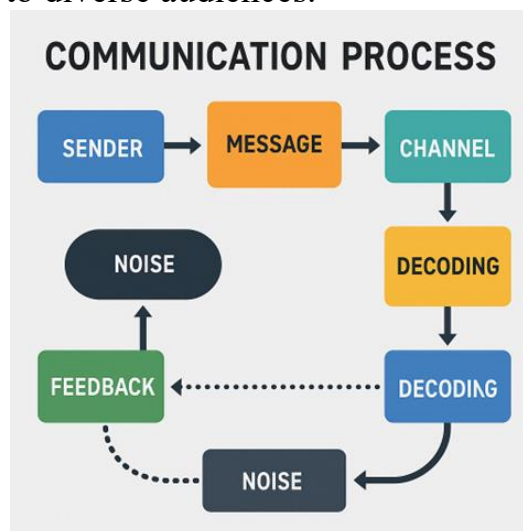 to diverse audiences.
COMMUNICATION PROCESS
SENDER
MESSAGE
CHANNEL
NOISE
DECODING
FEEDBACK
DECODING
NOISE